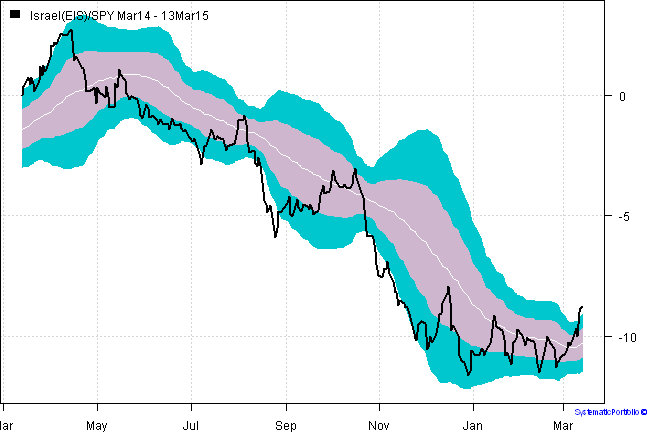 Israel(EIS)/SPY Mar14 - 13Mar15
0
-5
-10
Mar May Jul Sep Nov Jan Mar
SystematicPortfolio ©